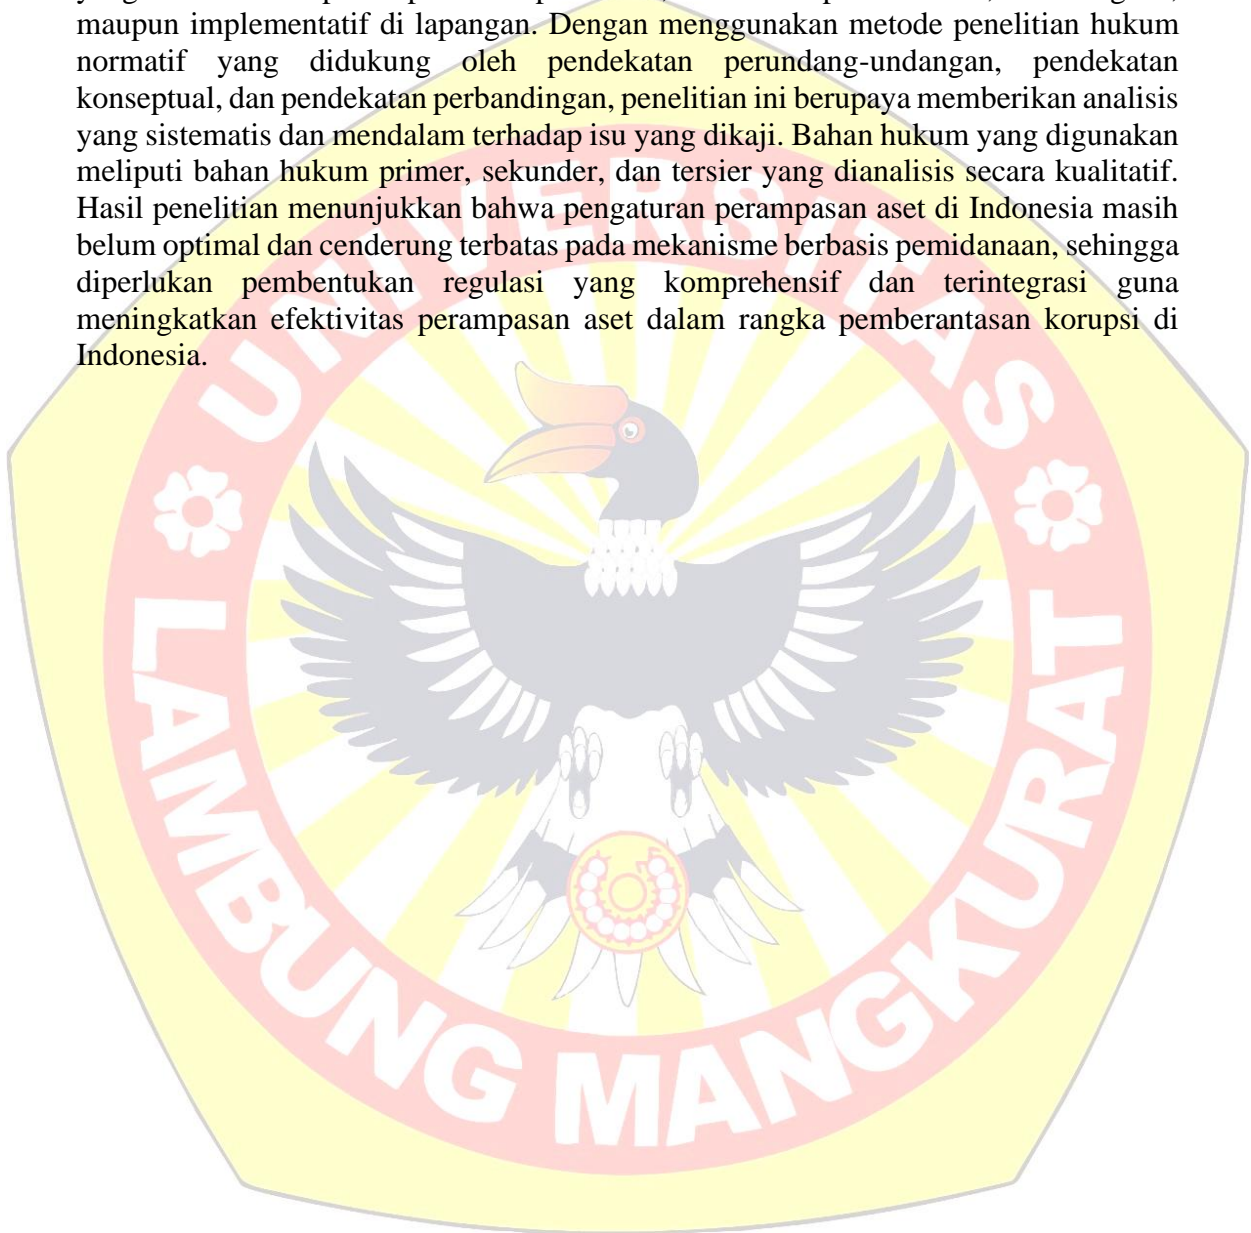 maupun implementatif di lapangan. Dengan menggunakan metode penelitian hukum
normatif yang didukung oleh pendekatan perundang-undangan, pendekatan
konseptual, dan pendekatan perbandingan, penelitian ini berupaya memberikan analisis
yang sistematis dan mendalam terhadap isu yang dikaji. Bahan hukum yang digunakan
meliputi bahan hukum primer, sekunder, dan tersier yang dianalisis secara kualitatif.
Hasil penelitian menunjukkan bahwa pengaturan perampasan aset di Indonesia masih
belum optimal dan cenderung terbatas pada mekanisme berbasis pemidanaan, sehingga
diperlukan pembentukan regulasi yang komprehensif dan terintegrasi guna
meningkatkan efektivitas perampasan aset dalam rangka pemberantasan korupsi di
Indonesia.
UNIVERSITAS
LAMBUNG MANGKURAT